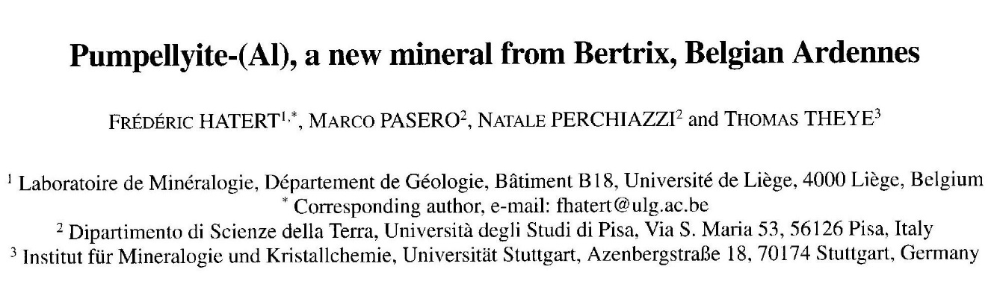 Pumpellyite-(Al), a new mineral from Bertrix, Belgian Ardennes
FRÉDÉRIC HATERT1,*, MARCO PASERO2, NATALE PERCHIAZZI2 and THOMAS THEYE3
1 Laboratoire de Minéralogie, Département de Géologie, Bâtiment B18, Université de Liège, 4000 Liège, Belgium
* Corresponding author, e-mail: fhatert@ulg.ac.be
2 Dipartimento di Scienze della Terra, Università degli Studi di Pisa, Via S. Maria 53, 56126 Pisa, Italy
3 Institut für Mineralogie und Kristallchemie, Universität Stuttgart, Azenbergstraße 18, 70174 Stuttgart, Germany